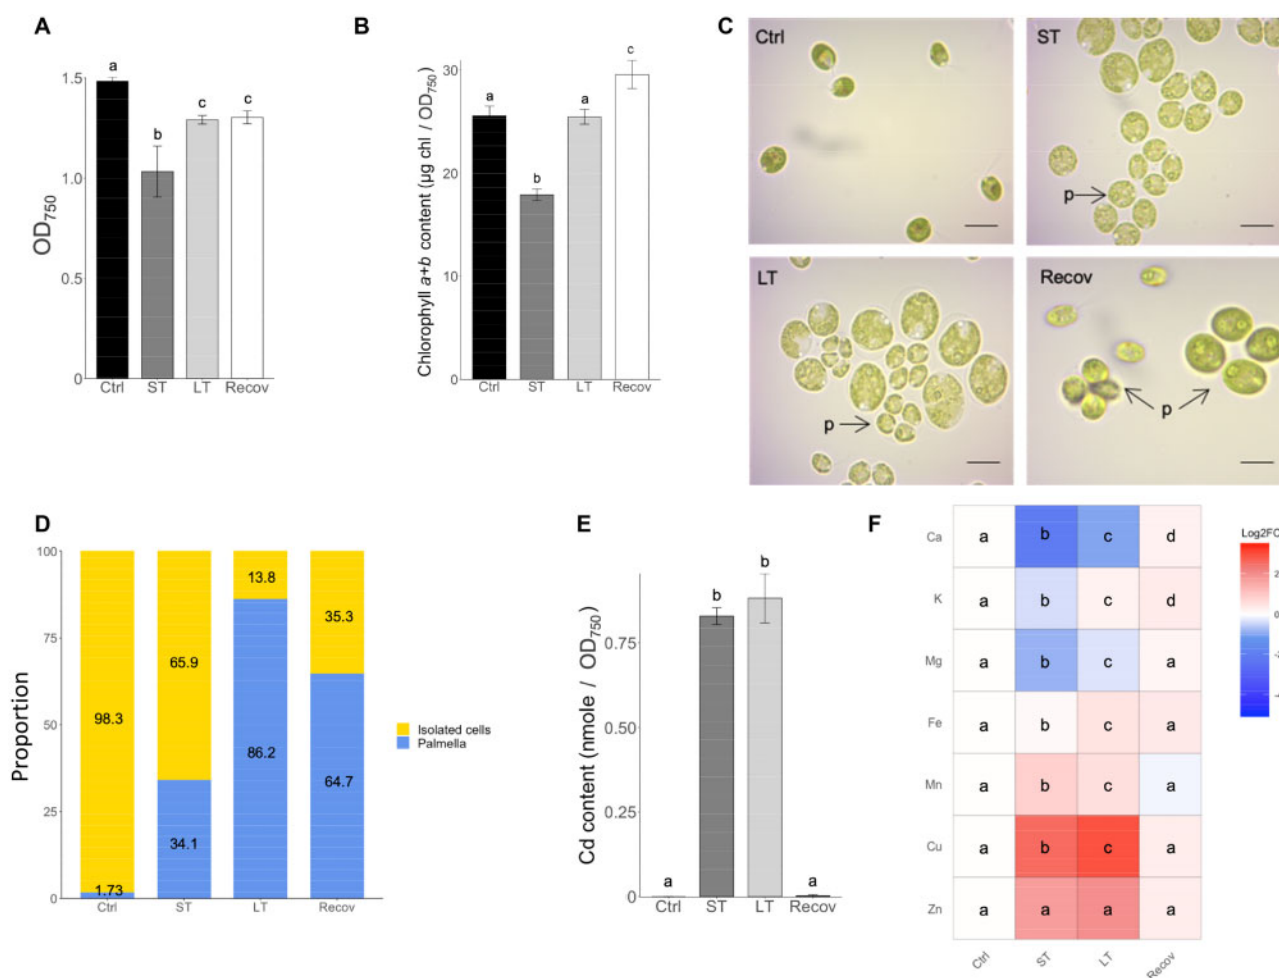 A
OD750
1.5
1.0
0.5
0
a
b
c
c
Ctrl
ST
LT
Recov
B
Chlorophyll a+b content (µg chl / OD750)
30
20
10
0
a
b
a
c
Ctrl
ST
LT
Recov
C
Ctrl
ST
p
LT
p
Recov
p
D
Proportion
100
75
50
25
0
98.3
1.73
65.9
34.1
13.8
86.2
35.3
64.7
Ctrl
ST
LT
Recov
Isolated cells
Palmella
E
Cd content (nmole / OD750)
0.75
0.50
0.25
0
a
b
b
a
Ctrl
ST
LT
Recov
F
Ca a b c d
K a b c d
Mg a b c a
Fe a b c a
Mn a b c a
Cu a b c a
Zn a a a a
Ctrl
ST
LT
Recov
Log2FC
2
0
-2
-4